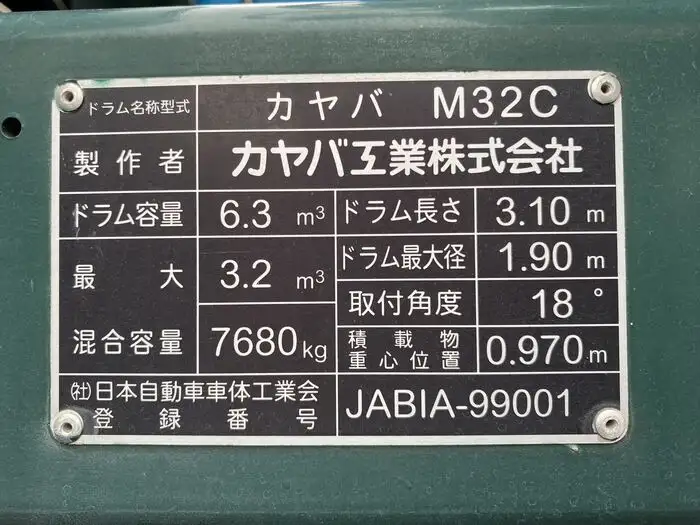 ドラム名称型式 カヤバ M32C
製作者 カヤバ工業株式会社
ドラム容量 6.3 m³ ドラム長さ 3.10 m
最大 3.2 m³ ドラム最大径 1.90 m
取付角度 18°
混合容量 7680kg 積載物重心位置 0.970m
㈳日本自動車車体工業会
登録番号 JABIA-99001